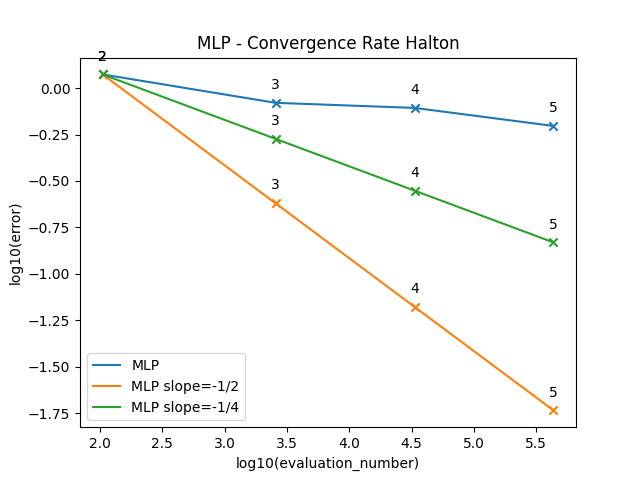 MLP - Convergence Rate Halton
2
3
4
5
3
4
5
3
4
5
0.00
−0.25
−0.50
−0.75
−1.00
−1.25
−1.50
−1.75
log10(error)
MLP
MLP slope=-1/2
MLP slope=-1/4
2.0 2.5 3.0 3.5 4.0 4.5 5.0 5.5
log10(evaluation_number)